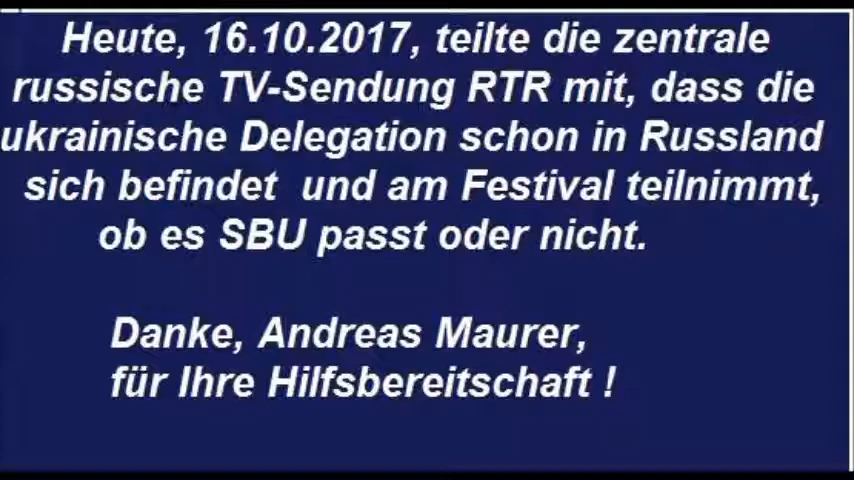 Heute, 16.10.2017, teilte die zentrale
russische TV-Sendung RTR mit, dass die
ukrainische Delegation schon in Russland
sich befindet und am Festival teilnimmt,
ob es SBU passt oder nicht.
Danke, Andreas Maurer,
für Ihre Hilfsbereitschaft !